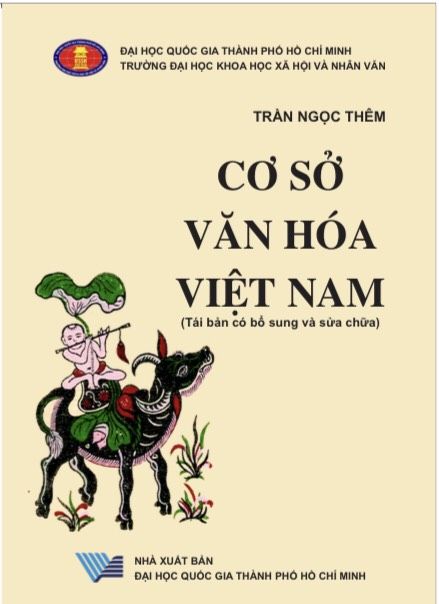 ĐẠI HỌC QUỐC GIA THÀNH PHỐ HỒ CHÍ MINH
TRƯỜNG ĐẠI HỌC KHOA HỌC XÃ HỘI VÀ NHÂN VĂN
TRẦN NGỌC THÊM
CƠ SỞ
VĂN HÓA
VIỆT NAM
(Tái bản có bổ sung và sửa chữa)
NHÀ XUẤT BẢN
ĐẠI HỌC QUỐC GIA THÀNH PHỐ HỒ CHÍ MINH